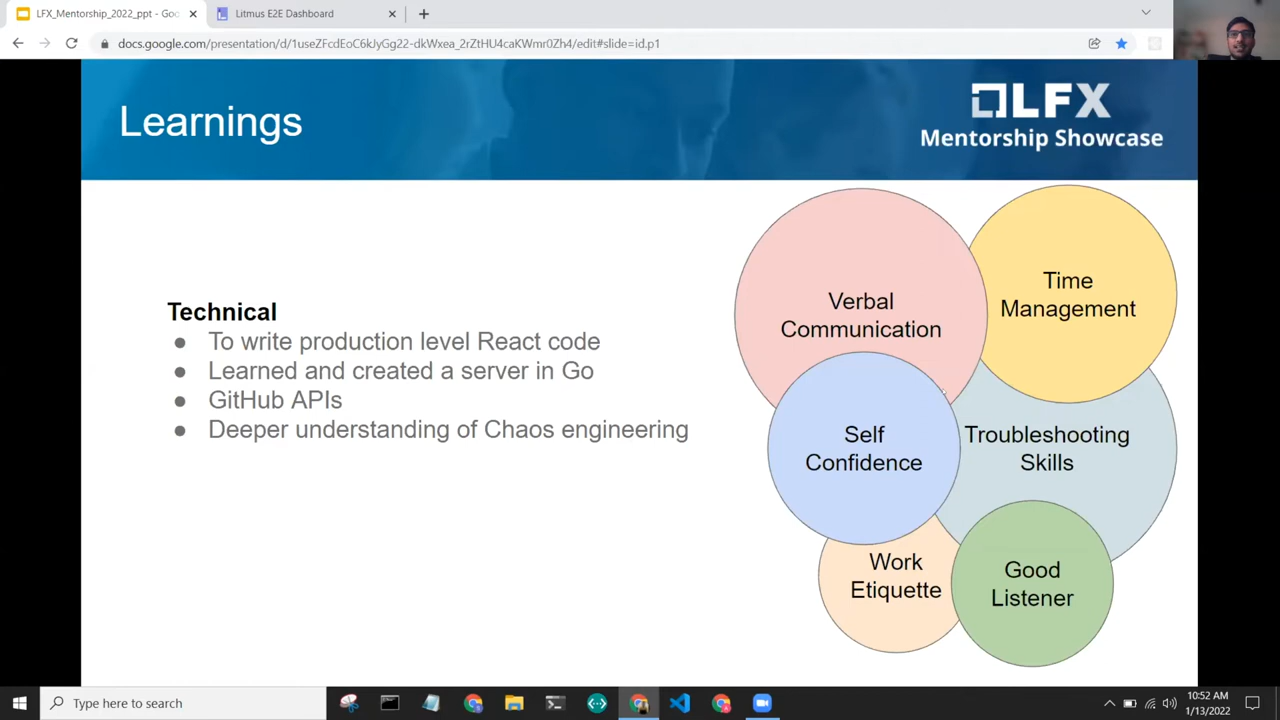 LFX_Mentorship_2022_ppt - Goo
Litmus E2E Dashboard
docs.google.com/presentation/d/1useZFcdEoC6kJyGg22-dkWxea_2rZtHU4caKWmr0Zh4/edit#slide=id.p1
Learnings
LFX
Mentorship Showcase
Technical
● To write production level React code
● Learned and created a server in Go
● GitHub APIs
● Deeper understanding of Chaos engineering
Verbal
Communication
Time
Management
Self
Confidence
Troubleshooting
Skills
Work
Etiquette
Good
Listener
Type here to search
10:52 AM
1/13/2022